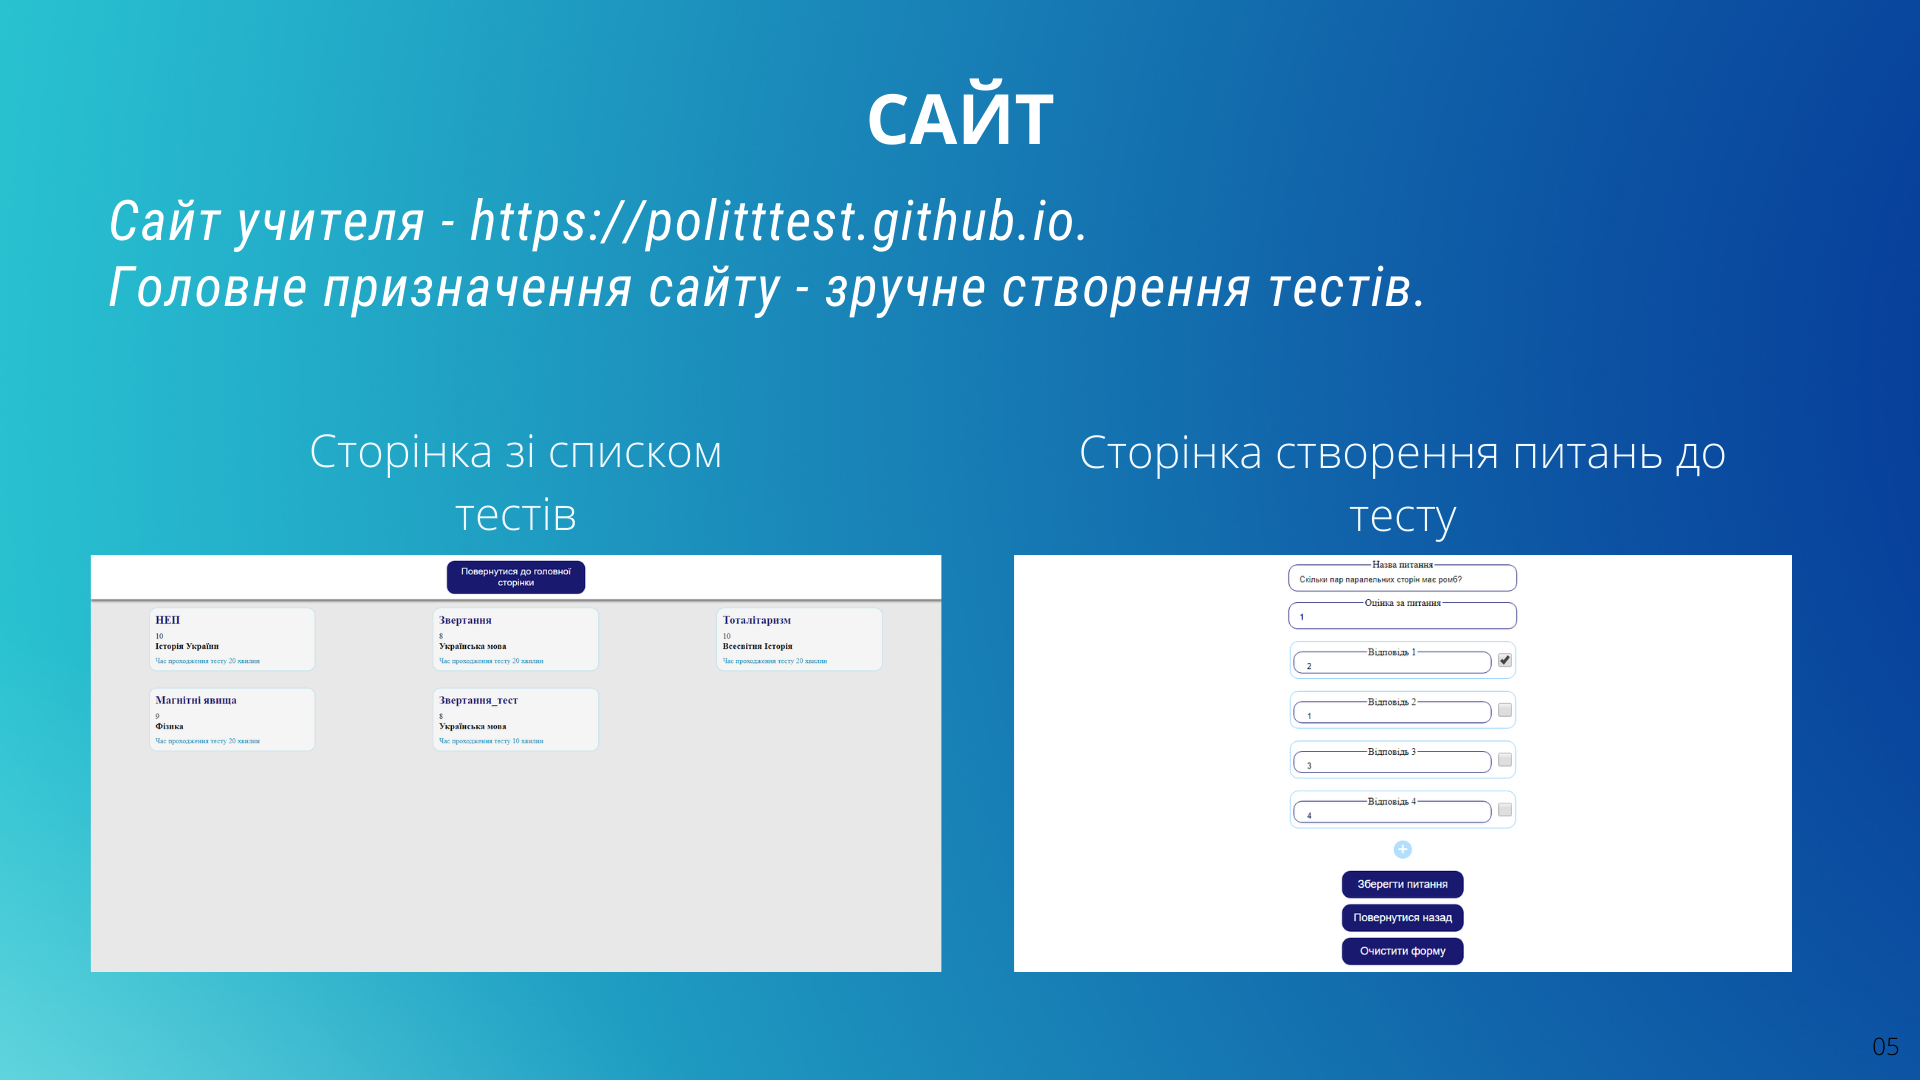 САЙТ
Сайт учителя - https://politttest.github.io.
Головне призначення сайту - зручне створення тестів.
Сторінка зі списком
тестів
Повернутися до головної
сторінки
НЕП
10
Історія України
Час проходження тесту 20 хвилин
Звертання
8
Українська мова
Час проходження тесту 20 хвилин
Тоталітаризм
10
Всесвітня Історія
Час проходження тесту 20 хвилин
Магнітні явища
9
Фізика
Час проходження тесту 20 хвилин
Звертання_тест
8
Українська мова
Час проходження тесту 10 хвилин
Сторінка створення питань до
тесту
Назва питання
Скільки пар паралельних сторін має ромб?
Оцінка за питання
1
Відповідь 1
2
Відповідь 2
1
Відповідь 3
3
Відповідь 4
4
Зберегти питання
Повернутися назад
Очистити форму
05